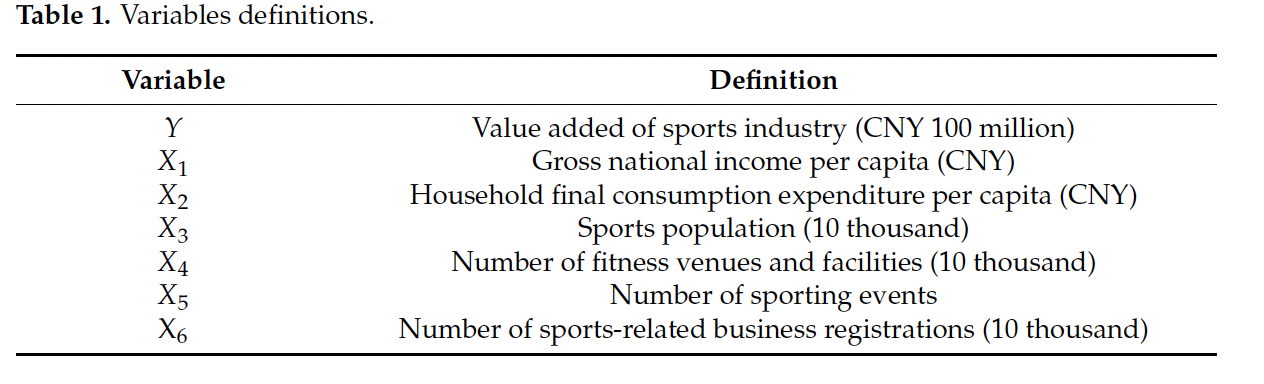 Table 1. Variables definitions.
Variable Definition
Y Value added of sports industry (CNY 100 million)
X1 Gross national income per capita (CNY)
X2 Household final consumption expenditure per capita (CNY)
X3 Sports population (10 thousand)
X4 Number of fitness venues and facilities (10 thousand)
X5 Number of sporting events
X6 Number of sports-related business registrations (10 thousand)